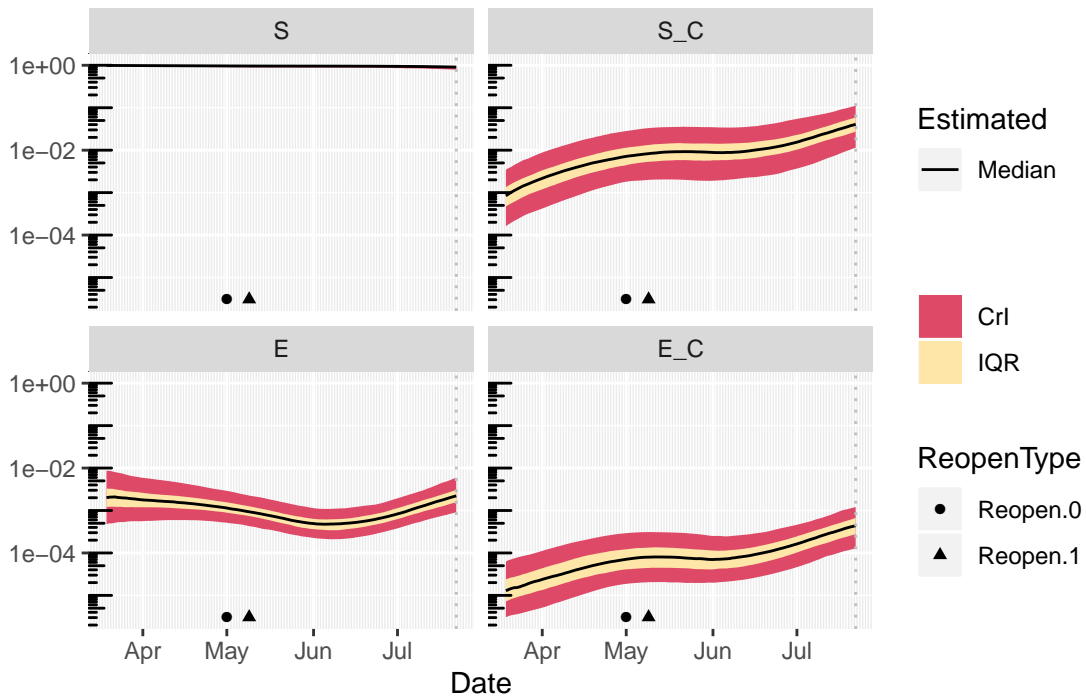 S
S_C
1e+00
1e−02
1e−04
E
E_C
1e+00
1e−02
1e−04
Apr
May
Jun
Jul
Apr
May
Jun
Jul
Date
Estimated
Median
CrI
IQR
ReopenType
Reopen.0
Reopen.1